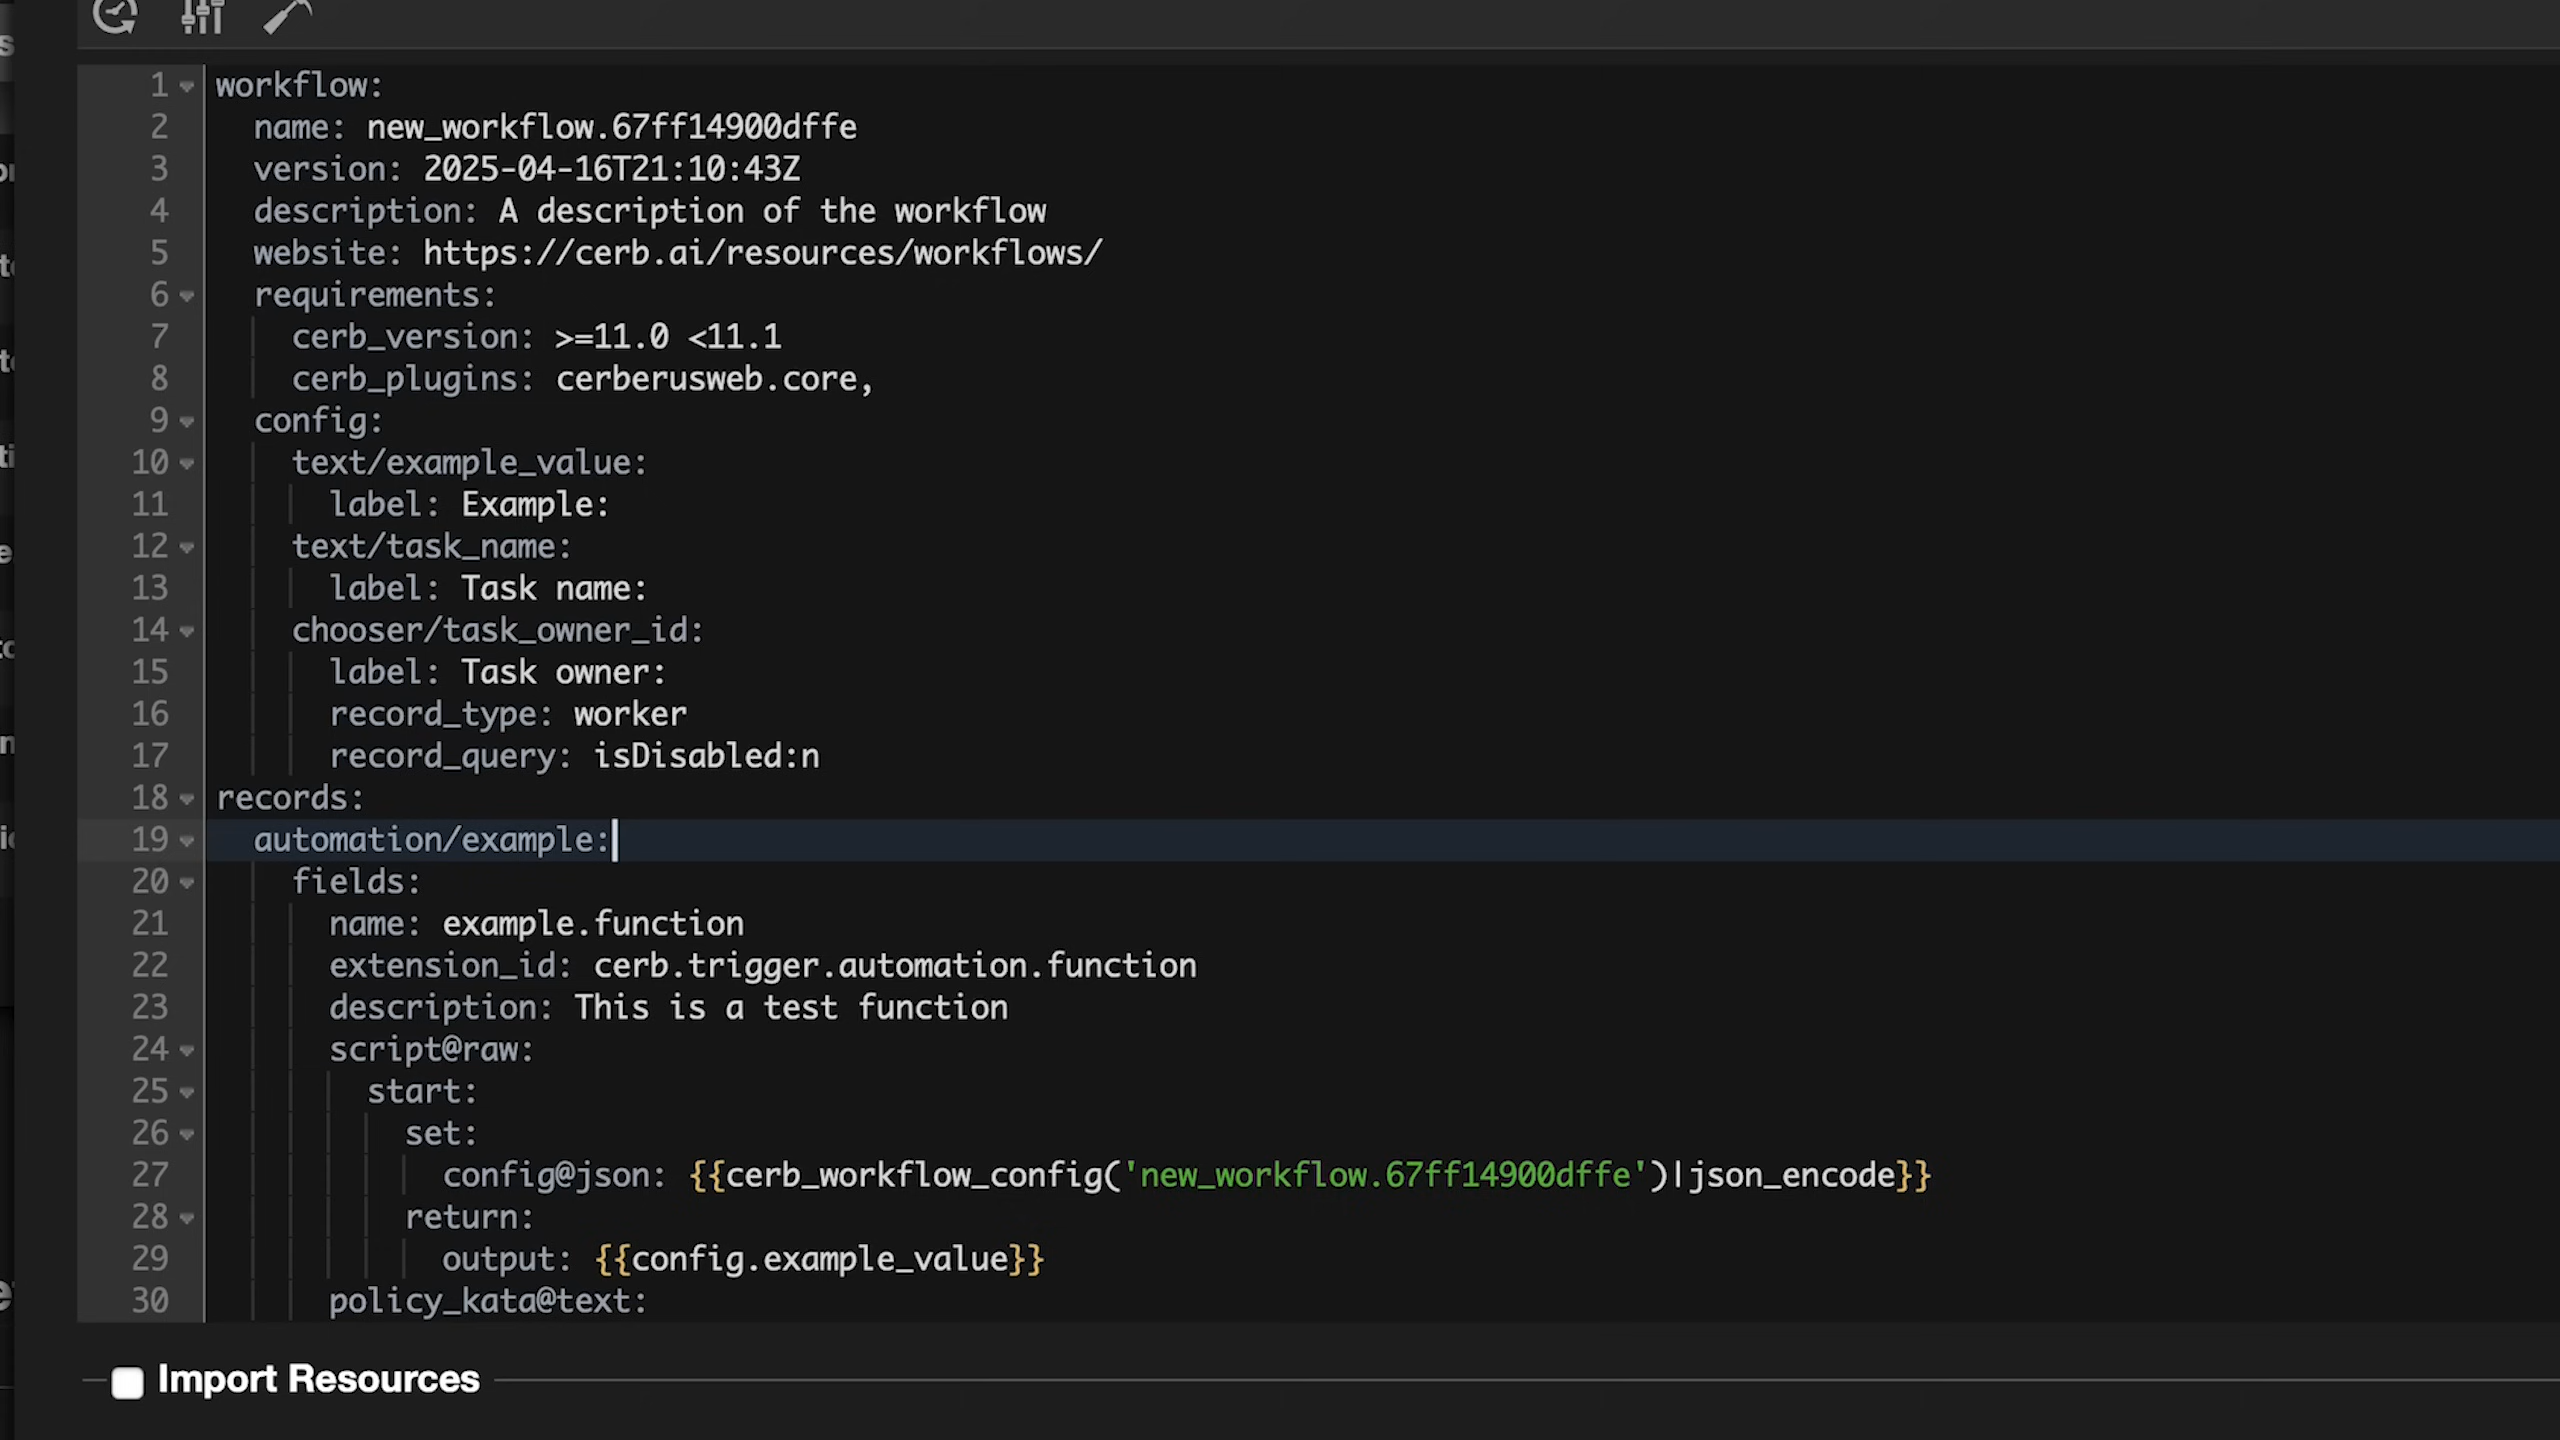 1 workflow:
2 name: new_workflow.67ff14900dffe
3 version: 2025-04-16T21:10:43Z
4 description: A description of the workflow
5 website: https://cerb.ai/resources/workflows/
6 requirements:
7 cerb_version: >=11.0 <11.1
8 cerb_plugins: cerberusweb.core,
9 config:
10 text/example_value:
11 label: Example:
12 text/task_name:
13 label: Task name:
14 chooser/task_owner_id:
15 label: Task owner:
16 record_type: worker
17 record_query: isDisabled:n
18 records:
19 automation/example:
20 fields:
21 name: example.function
22 extension_id: cerb.trigger.automation.function
23 description: This is a test function
24 script@raw:
25 start:
26 set:
27 config@json: {{cerb_workflow_config('new_workflow.67ff14900dffe')|json_encode}}
28 return:
29 output: {{config.example_value}}
30 policy_kata@text:
Import Resources